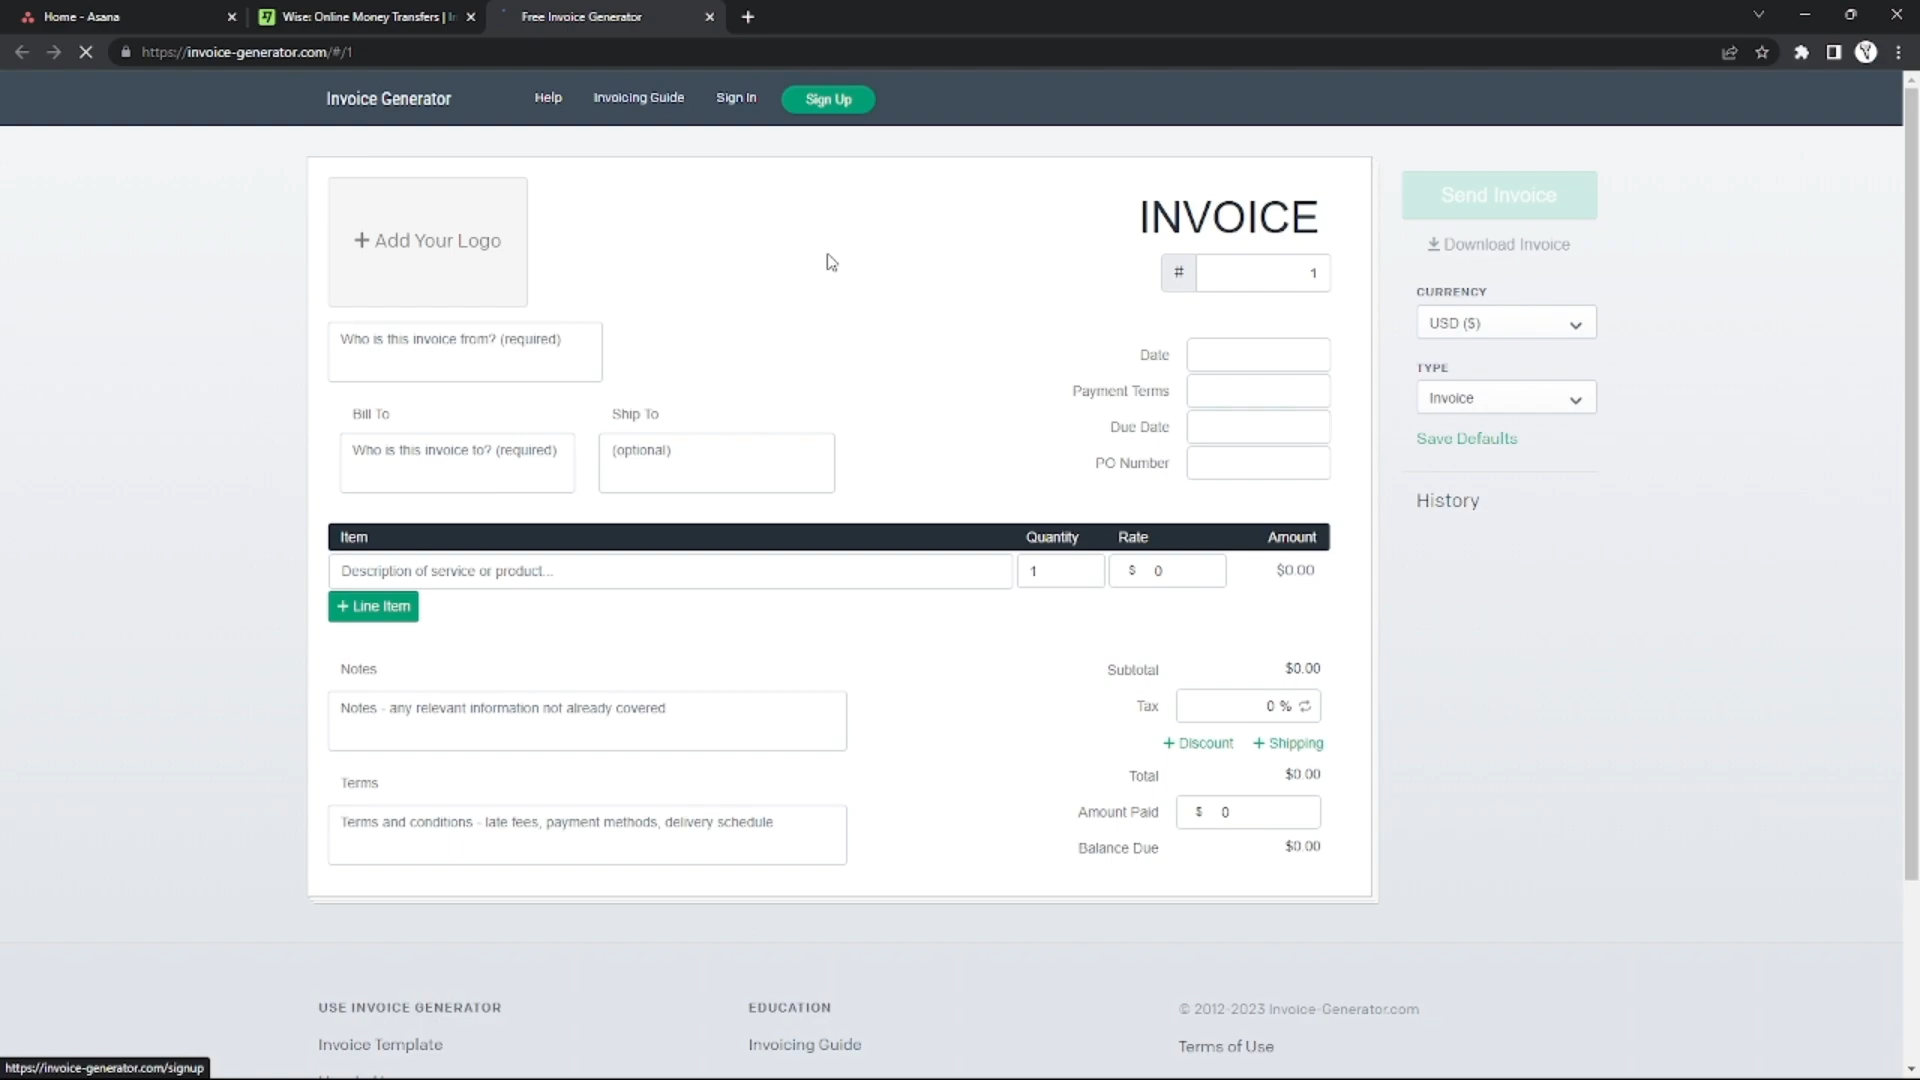 Home - Asana
Wise: Online Money Transfers | In
Free Invoice Generator
https://invoice-generator.com/#/1
Invoice Generator
Help
Invoicing Guide
Sign In
Sign Up
+ Add Your Logo
INVOICE
# 1
Send Invoice
Download Invoice
CURRENCY
USD ($)
TYPE
Invoice
Save Defaults
History
Who is this invoice from? (required)
Date
Payment Terms
Due Date
PO Number
Bill To
Ship To
Who is this invoice to? (required)
(optional)
Item Quantity Rate Amount
Description of service or product... 1 $ 0 $0.00
+ Line Item
Notes
Notes - any relevant information not already covered
Terms
Terms and conditions - late fees, payment methods, delivery schedule
Subtotal $0.00
Tax 0 %
+ Discount + Shipping
Total $0.00
Amount Paid $ 0
Balance Due $0.00
USE INVOICE GENERATOR
Invoice Template
EDUCATION
Invoicing Guide
© 2012-2023 Invoice-Generator.com
Terms of Use
https://invoice-generator.com/signup